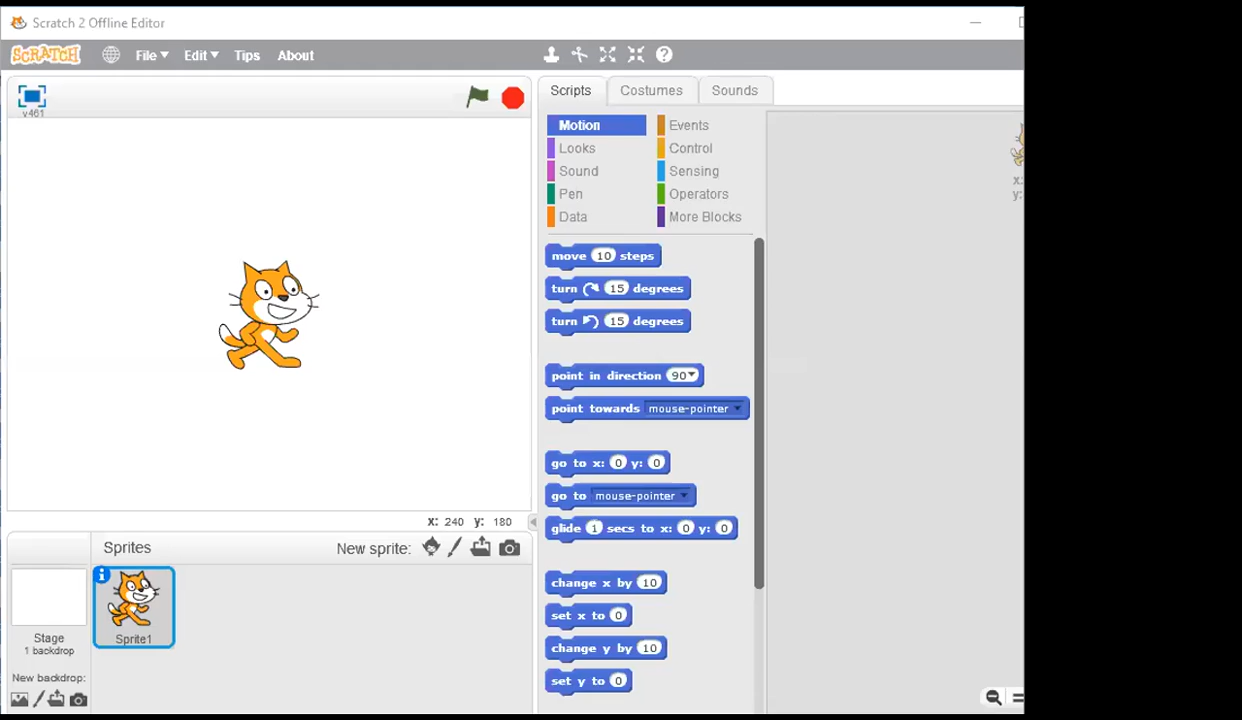 Scratch 2 Offline Editor
SCRATCH File Edit Tips About
v461
Scripts Costumes Sounds
Motion Events
Looks Control
Sound Sensing
Pen Operators
Data More Blocks
move 10 steps
turn 15 degrees
turn 15 degrees
point in direction 90
point towards mouse-pointer
go to x: 0 y: 0
go to mouse-pointer
glide 1 secs to x: 0 y: 0
change x by 10
set x to 0
change y by 10
set y to 0
x:
y:
x: 240 y: 180
Sprites New sprite:
Sprite1
Stage
1 backdrop
New backdrop: